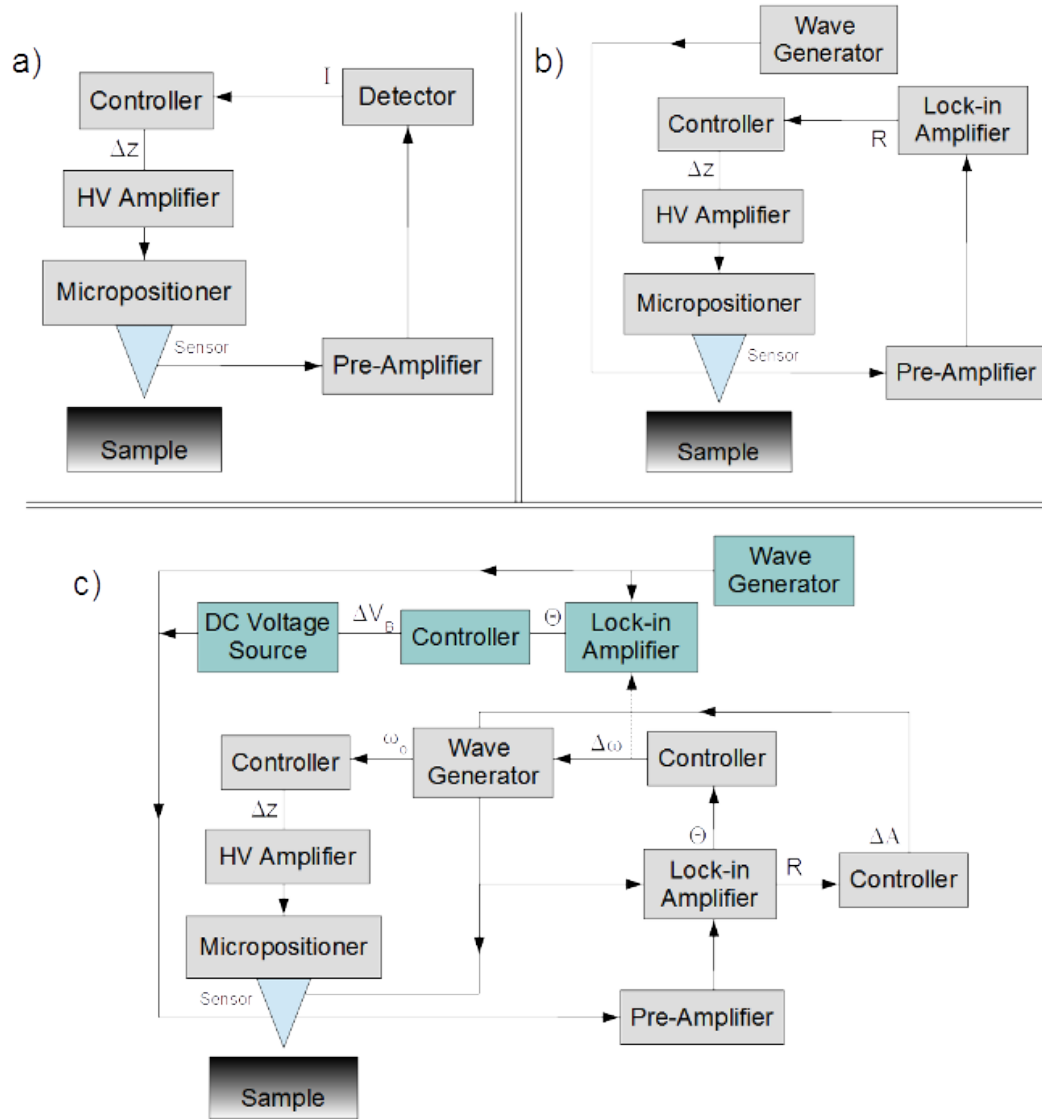 a)
Controller
I
Detector
Δz
HV Amplifier
Micropositioner
Sensor
Pre-Amplifier
Sample
b)
Wave
Generator
Controller
R
Lock-in
Amplifier
Δz
HV Amplifier
Micropositioner
Sensor
Pre-Amplifier
Sample
c)
Wave
Generator
DC Voltage
Source
ΔV_B
Controller
Θ
Lock-in
Amplifier
Controller
ω_o
Wave
Generator
Δω
Controller
Δz
HV Amplifier
Θ
Lock-in
Amplifier
R
ΔA
Controller
Micropositioner
Sensor
Pre-Amplifier
Sample